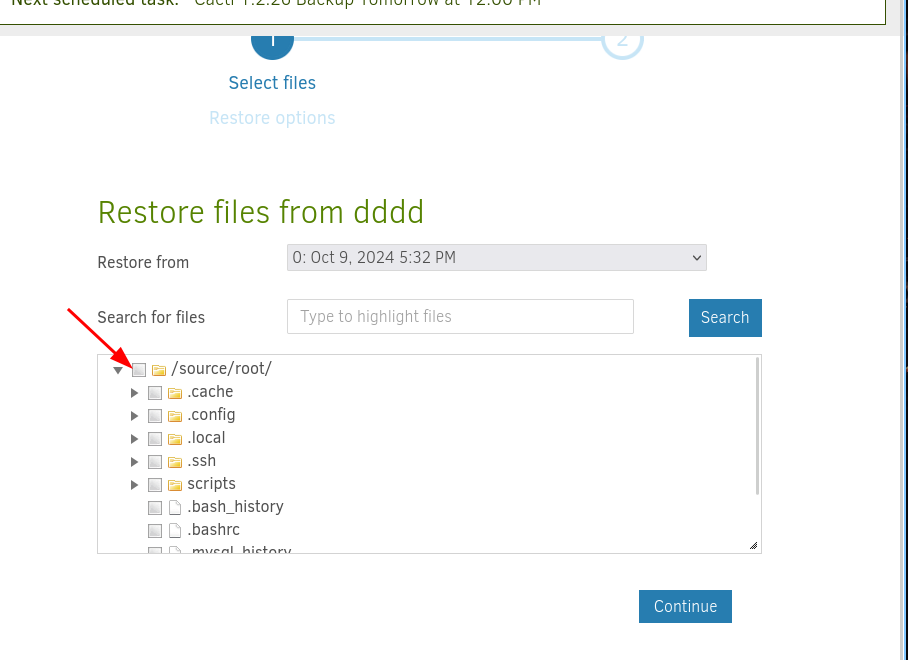 Next scheduled task: Cacti 1.2.26 Backup Tomorrow at 12:00 PM
1 2
Select files
Restore options
Restore files from dddd
Restore from 0: Oct 9, 2024 5:32 PM
Search for files Type to highlight files Search
/source/root/
.cache
.config
.local
.ssh
scripts
.bash_history
.bashrc
.mysql_history
Continue